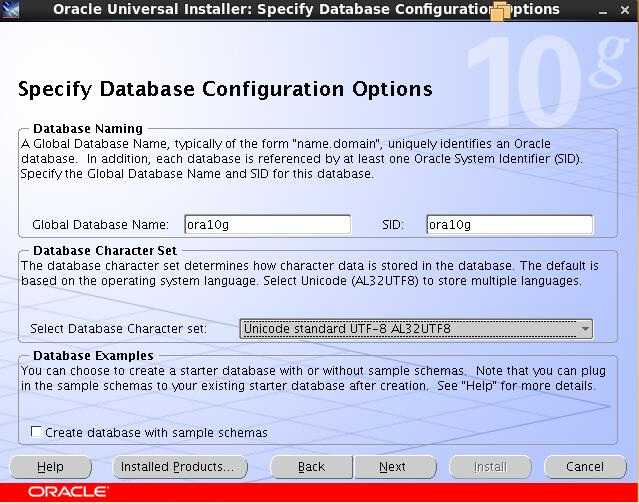 Oracle Universal Installer: Specify Database Configuration Options
10g
Specify Database Configuration Options
Database Naming
A Global Database Name, typically of the form "name.domain", uniquely identifies an Oracle
database. In addition, each database is referenced by at least one Oracle System Identifier (SID).
Specify the Global Database Name and SID for this database.
Global Database Name: ora10g SID: ora10g
Database Character Set
The database character set determines how character data is stored in the database. The default is
based on the operating system language. Select Unicode (AL32UTF8) to store multiple languages.
Select Database Character set: Unicode standard UTF-8 AL32UTF8
Database Examples
You can choose to create a starter database with or without sample schemas. Note that you can plug
in the sample schemas to your existing starter database after creation. See "Help" for more details.
Create database with sample schemas
Help Installed Products... Back Next Install Cancel
ORACLE